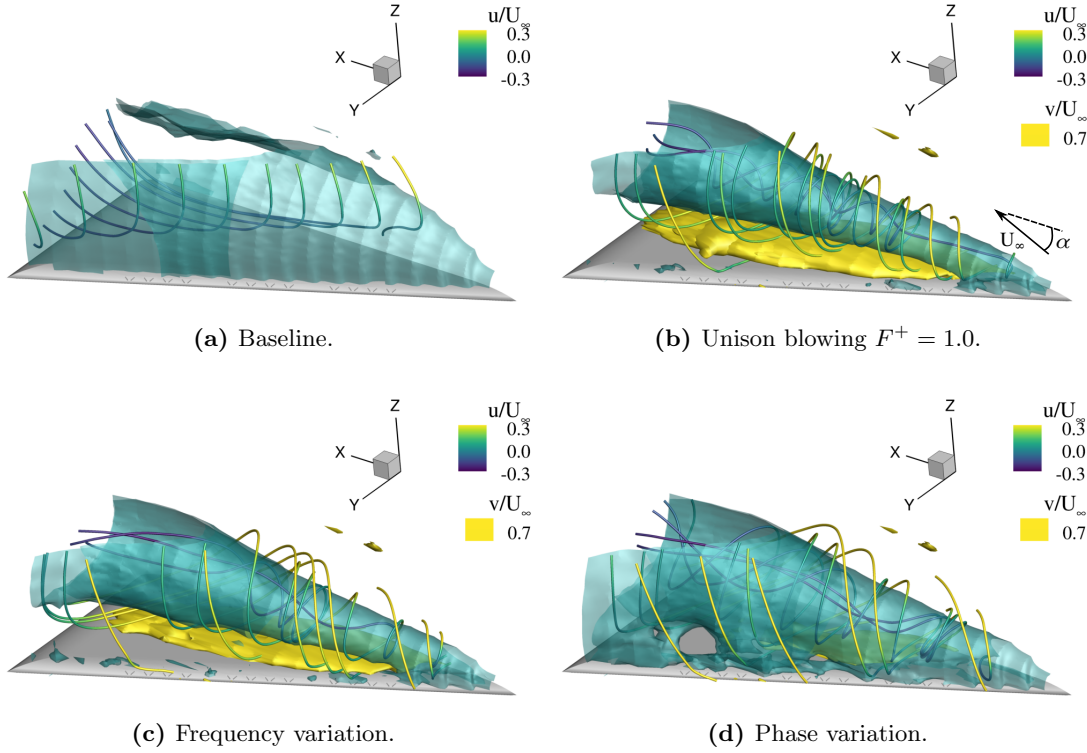 Z
X
Y
u/U∞
0.3
0.0
-0.3
(a) Baseline.
Z
X
Y
u/U∞
0.3
0.0
-0.3
v/U∞
0.7
U∞
α
(b) Unison blowing F⁺ = 1.0.
Z
X
Y
u/U∞
0.3
0.0
-0.3
v/U∞
0.7
(c) Frequency variation.
Z
X
Y
u/U∞
0.3
0.0
-0.3
v/U∞
0.7
(d) Phase variation.